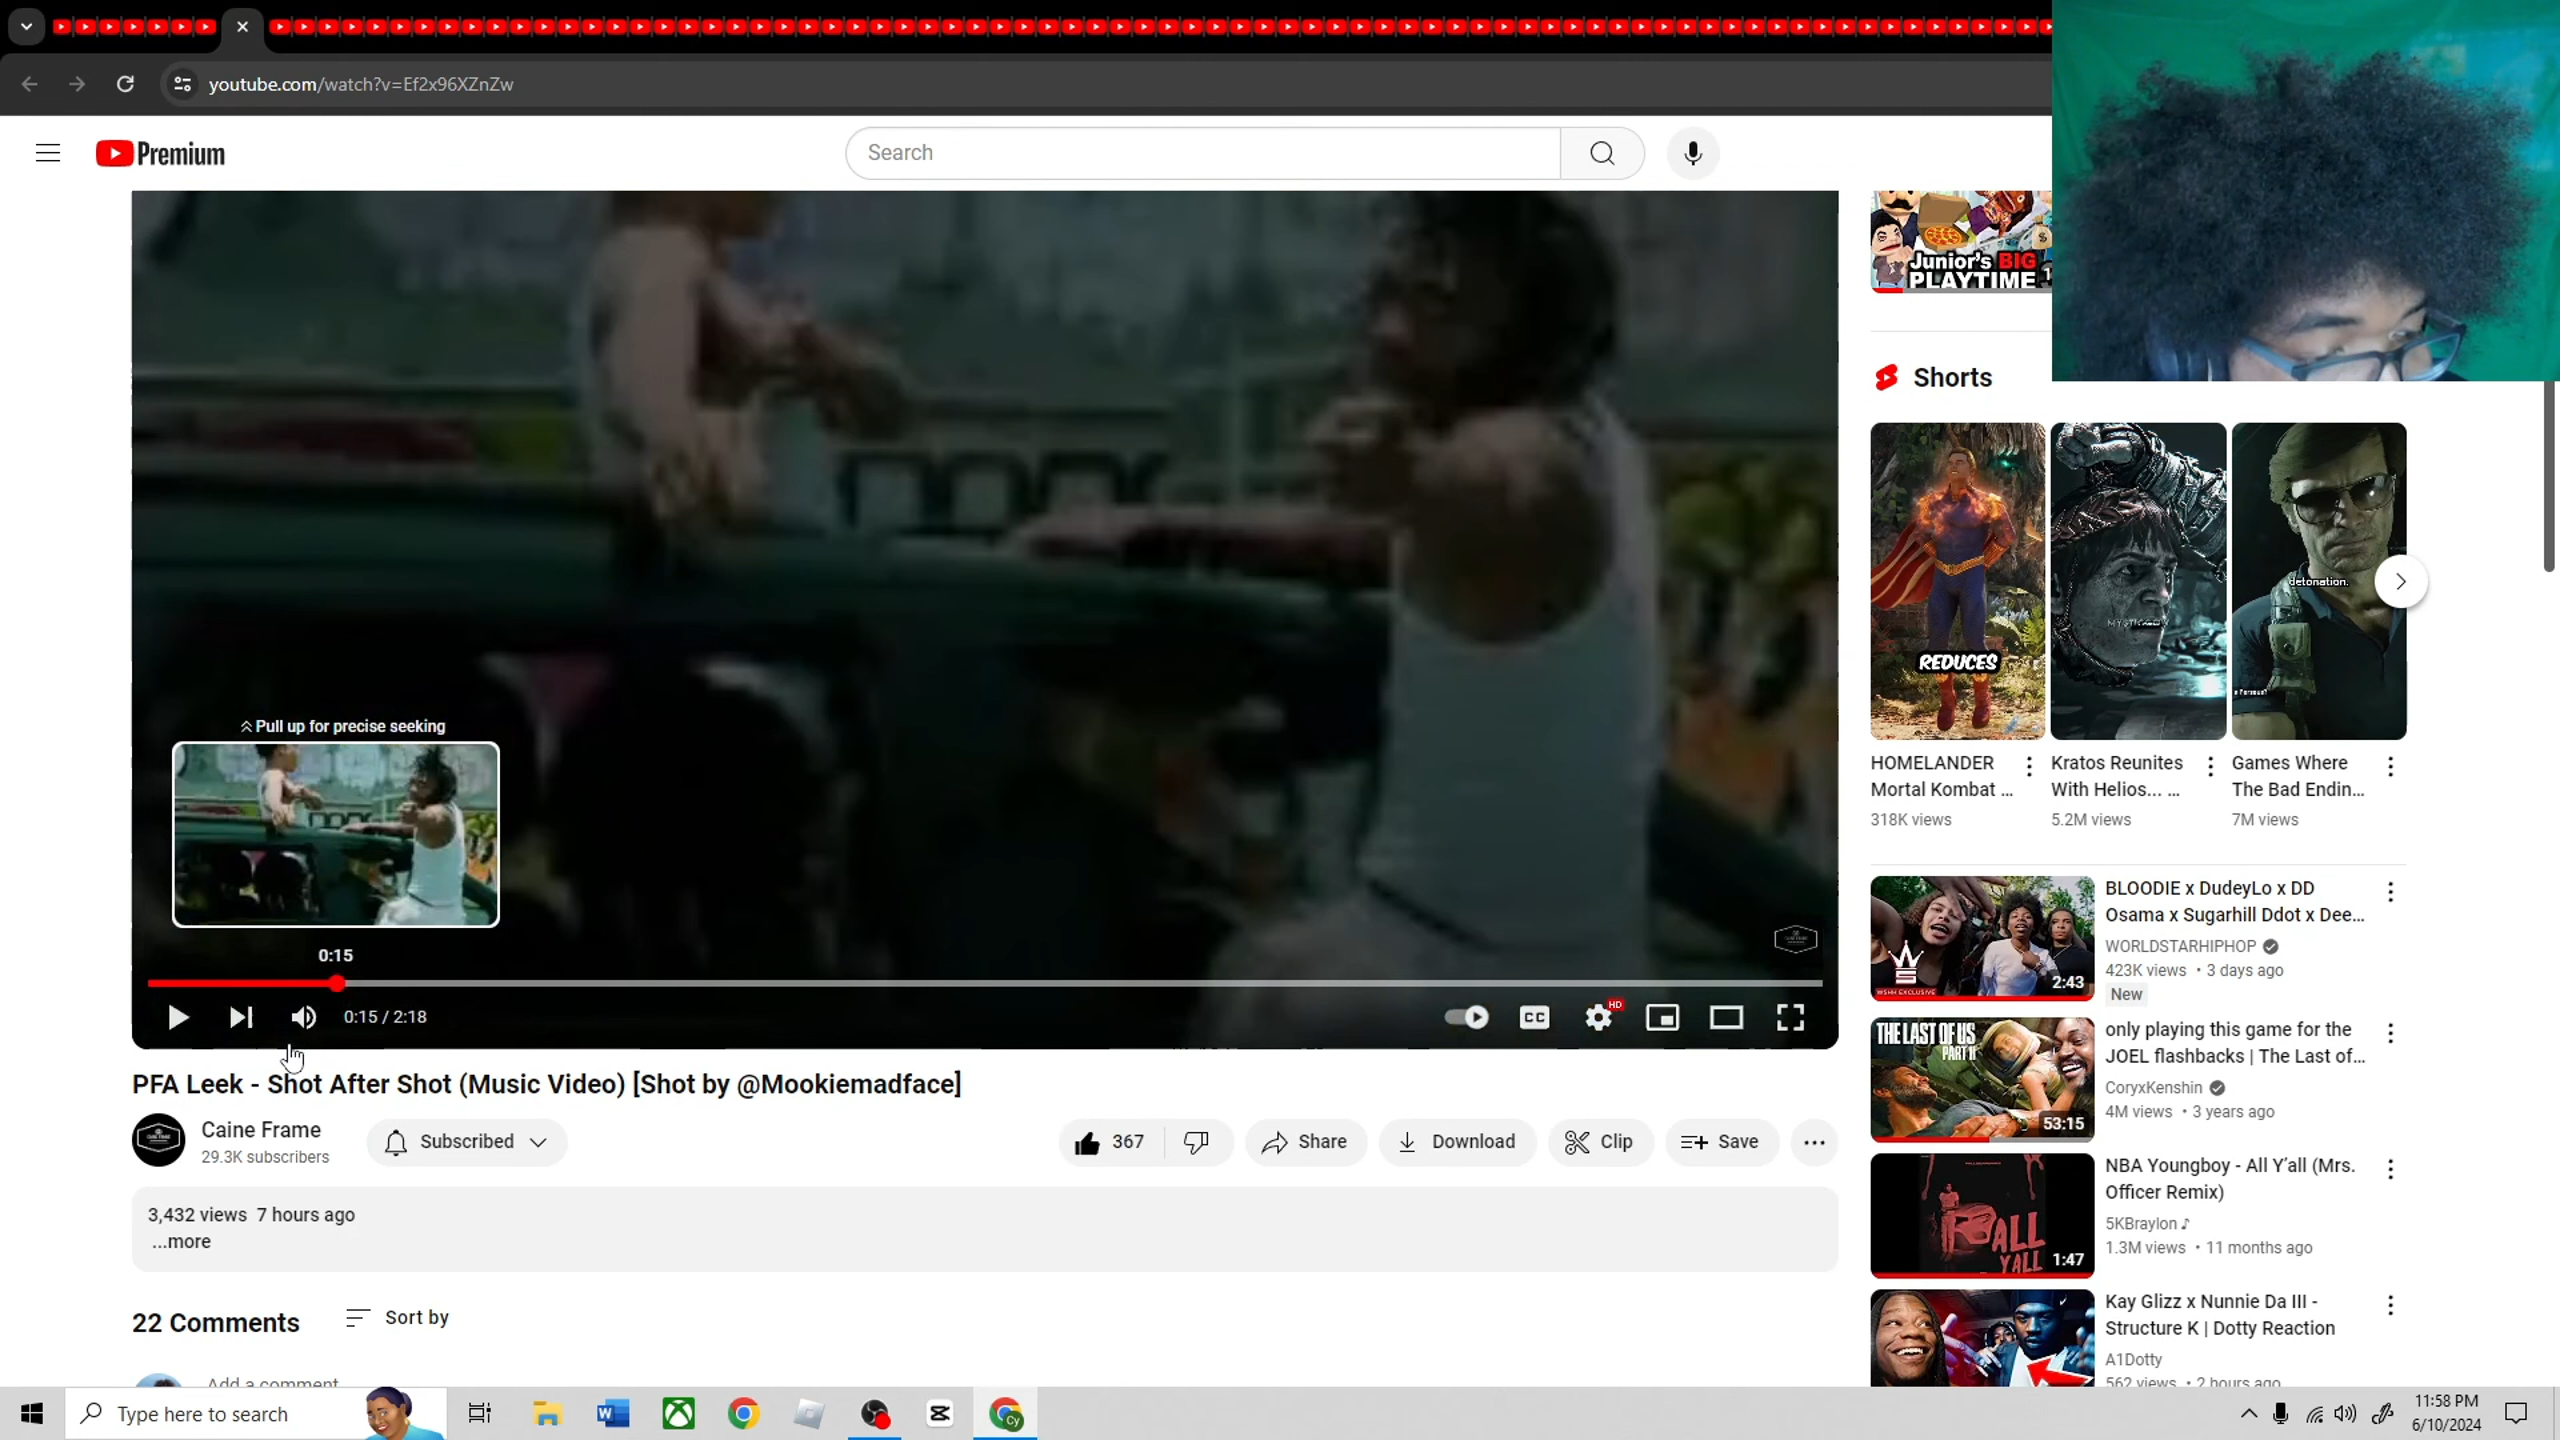 youtube.com/watch?v=Ef2x96XZnZw
Premium
Search
Junior's BIG
PLAYTIME
Shorts
REDUCES
detonation.
HOMELANDER
Mortal Kombat ...
318K views
Kratos Reunites
With Helios... ...
5.2M views
Games Where
The Bad Endin...
7M views
Pull up for precise seeking
0:15
0:15 / 2:18
CC
HD
PFA Leek - Shot After Shot (Music Video) [Shot by @Mookiemadface]
Caine Frame
29.3K subscribers
Subscribed
367
Share
Download
Clip
Save
3,432 views 7 hours ago
...more
22 Comments
Sort by
Add a comment
BLOODIE x DudeyLo x DD
Osama x Sugarhill Ddot x Dee...
WORLDSTARHIPHOP
423K views • 3 days ago
New
2:43
WSHH EXCLUSIVE
THE LAST OF US
PART II
53:15
only playing this game for the
JOEL flashbacks | The Last of...
CoryxKenshin
4M views • 3 years ago
ALL
YALL
1:47
NBA Youngboy - All Y'all (Mrs.
Officer Remix)
5KBraylon
1.3M views • 11 months ago
Kay Glizz x Nunnie Da III -
Structure K | Dotty Reaction
A1Dotty
562 views • 2 hours ago
Type here to search
Cy
11:58 PM
6/10/2024